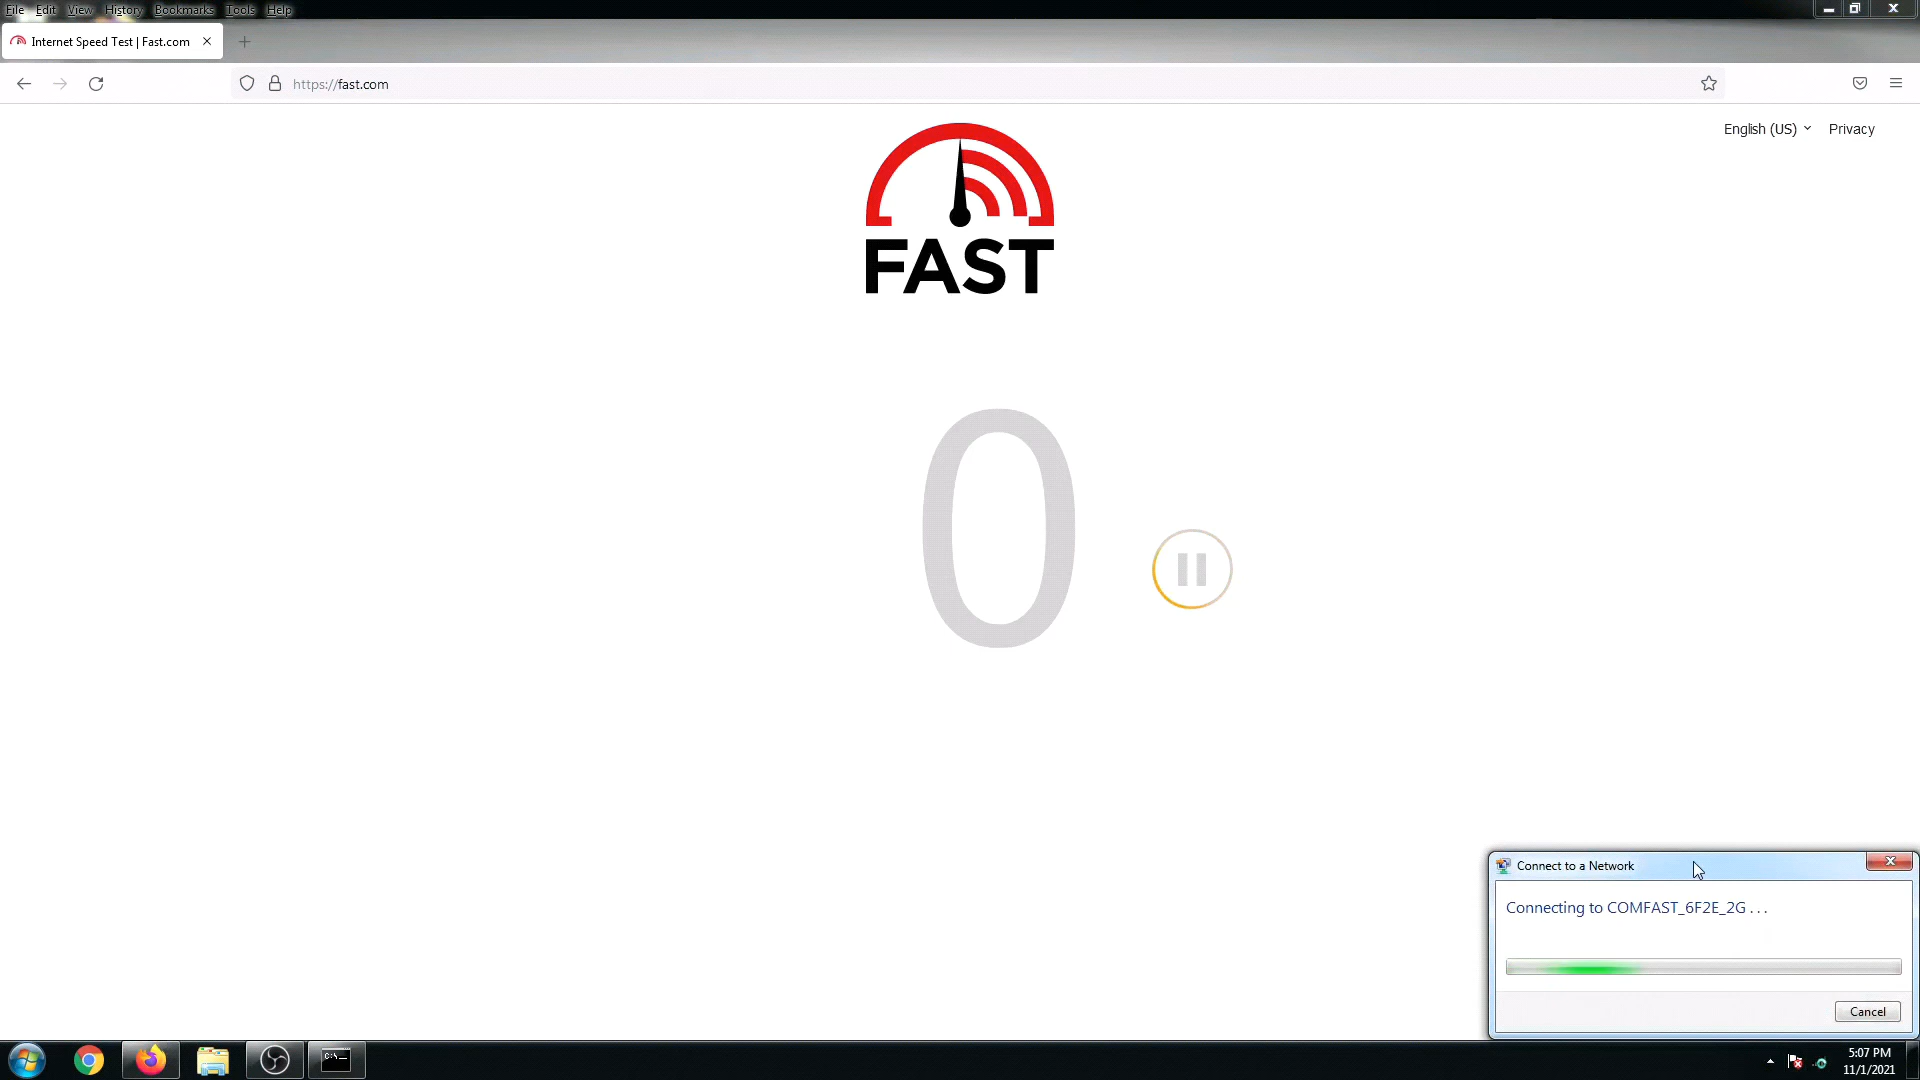 File Edit View History Bookmarks Tools Help
Internet Speed Test | Fast.com
https://fast.com
English (US) Privacy
FAST
0
Connect to a Network
Connecting to COMFAST_6F2E_2G . . .
Cancel
C:\-
5:07 PM
11/1/2021